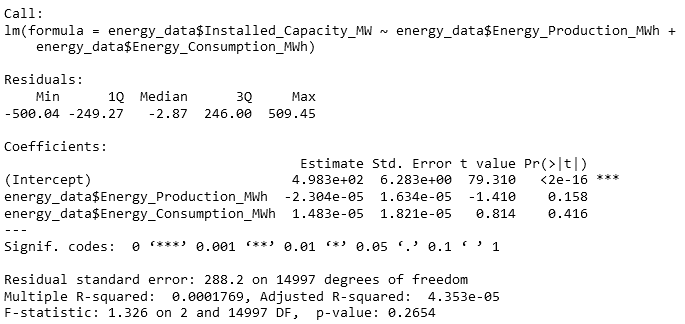 Call:
lm(formula = energy_data$Installed_Capacity_MW ~ energy_data$Energy_Production_MWh +
    energy_data$Energy_Consumption_MWh)

Residuals:
    Min      1Q  Median      3Q     Max
-500.04 -249.27   -2.87  246.00  509.45

Coefficients:
                                     Estimate Std. Error t value Pr(>|t|)
(Intercept)                         4.983e+02  6.283e+00  79.310   <2e-16 ***
energy_data$Energy_Production_MWh  -2.304e-05  1.634e-05  -1.410    0.158
energy_data$Energy_Consumption_MWh  1.483e-05  1.821e-05   0.814    0.416
---
Signif. codes:  0 ‘***’ 0.001 ‘**’ 0.01 ‘*’ 0.05 ‘.’ 0.1 ‘ ’ 1

Residual standard error: 288.2 on 14997 degrees of freedom
Multiple R-squared:  0.0001769, Adjusted R-squared:  4.353e-05
F-statistic: 1.326 on 2 and 14997 DF,  p-value: 0.2654